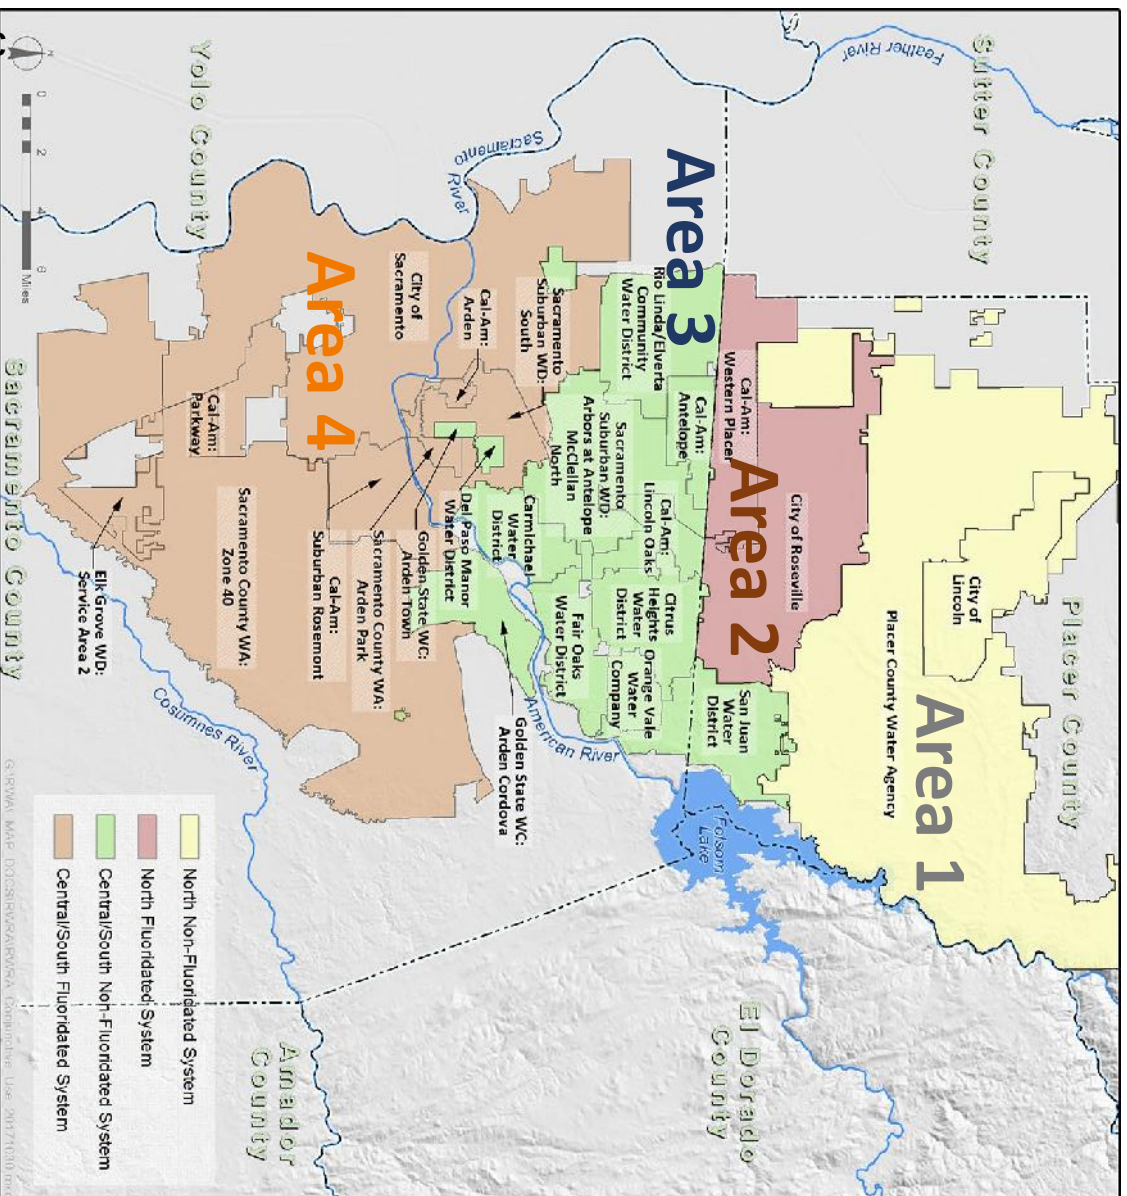 Sutter County
Placer County
Feather River
City of
Lincoln
Area 1
Placer County Water Agency
City of Roseville
Area 2
Cal-Am:
Western Placer
San Juan
Water
District
El Dorado
County
Folsom
Lake
Area 3
Rio Linda/Elverta
Community
Water District
Cal-Am:
Antelope
Cal-Am:
Lincoln Oaks
Citrus
Heights
Water
District
Orange Vale
Water
Company
Sacramento
Suburban WD:
Arbors at Antelope
McClellan
North
Fair Oaks
Water District
Sacramento
River
Sacramento
Suburban WD:
South
Carmichael
Water
District
American River
Golden State WC:
Arden Cordova
Cal-Am:
Arden
Del Paso Manor
Water District
City of
Sacramento
Golden State WC:
Arden Town
Sacramento County WA:
Arden Park
Cal-Am:
Suburban Rosemont
Area 4
Yolo County
Cal-Am:
Parkway
Sacramento County WA:
Zone 40
Cosumnes River
Amador
County
Elk Grove WD:
Service Area 2
Sacramento County
N
0 2 4 8
Miles
North Non-Fluoridated System
North Fluoridated System
Central/South Non-Fluoridated System
Central/South Fluoridated System